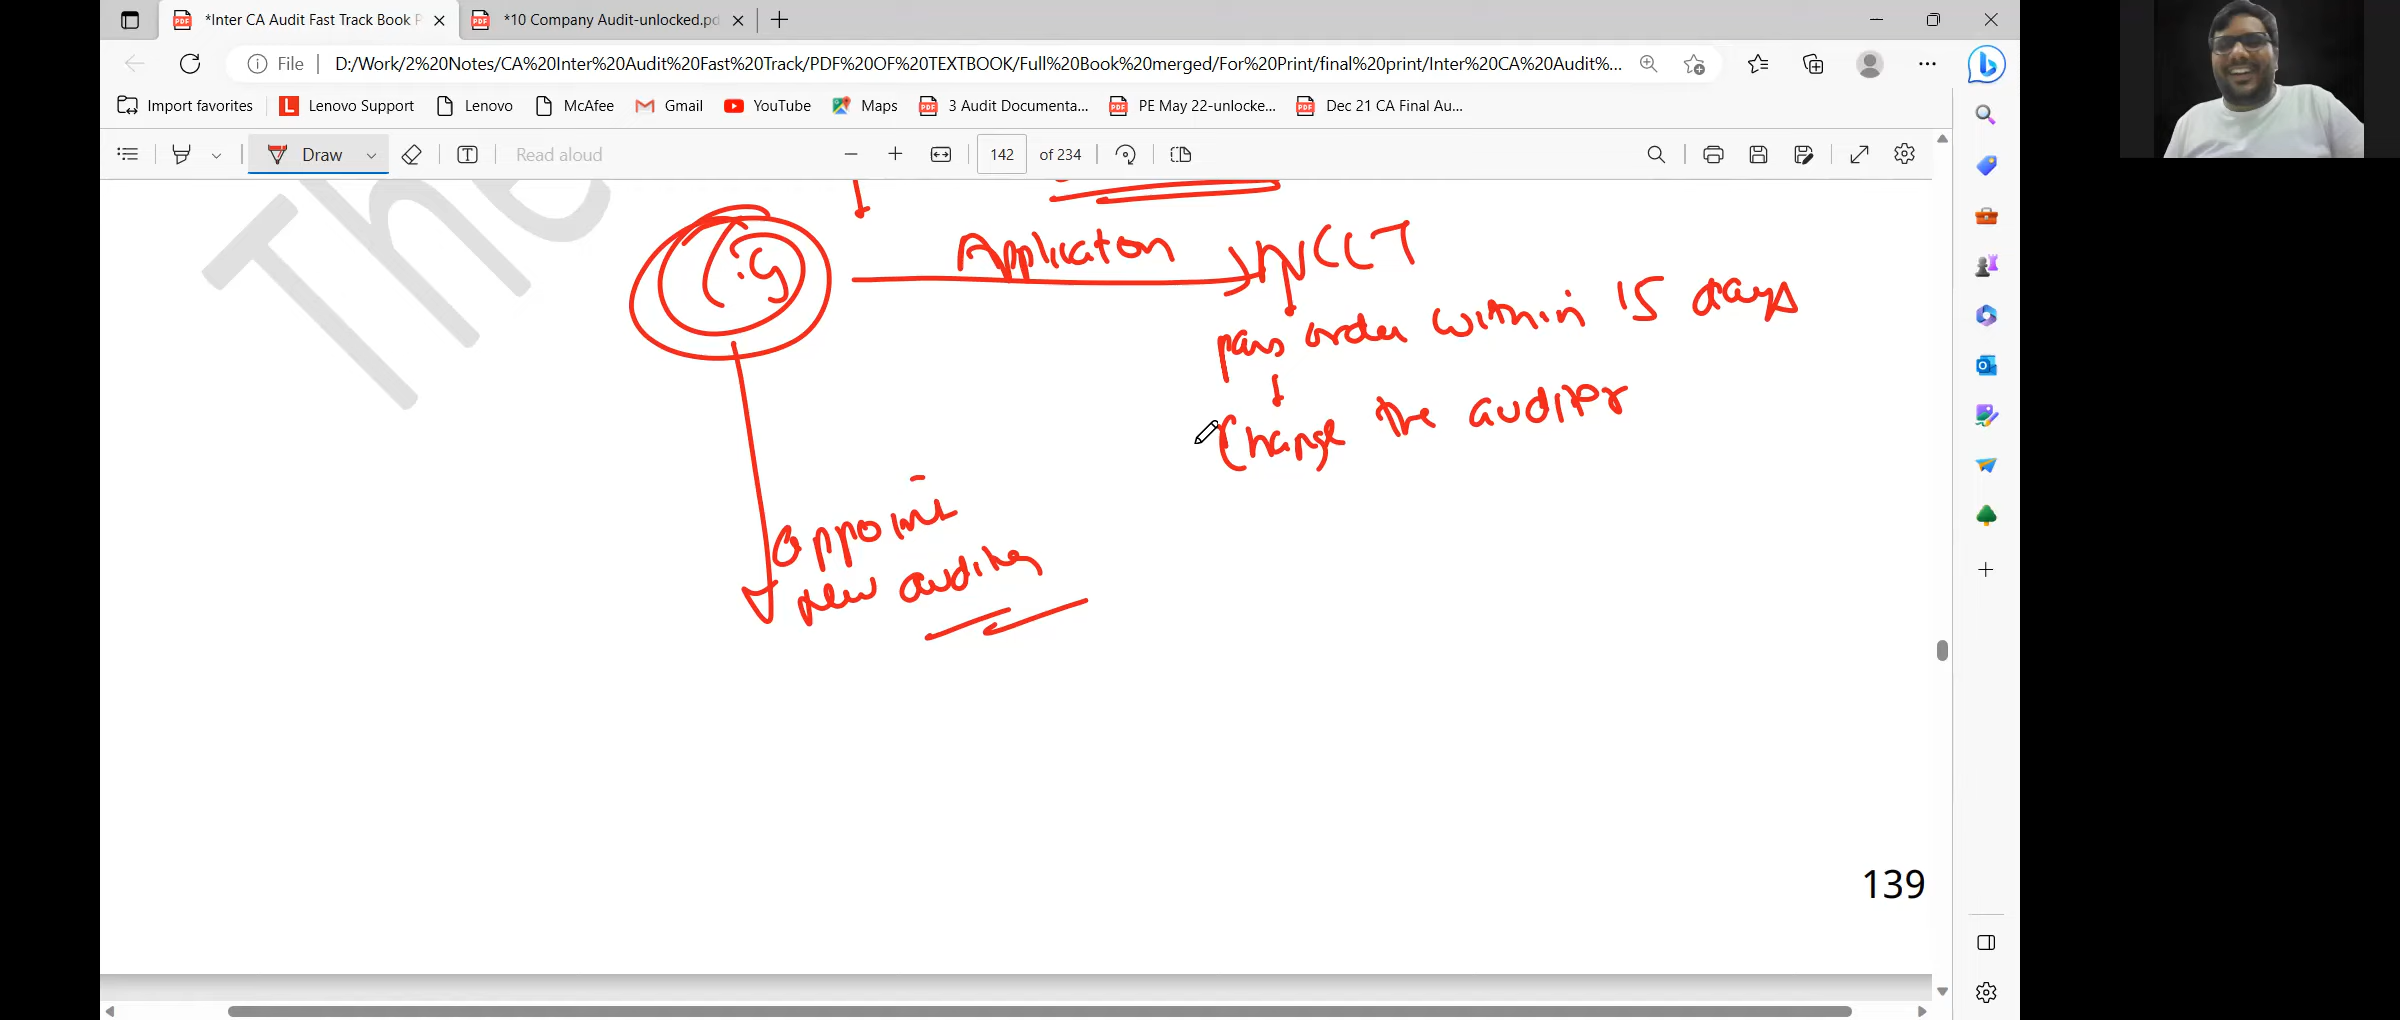 *Inter CA Audit Fast Track Book P
*10 Company Audit-unlocked.pd
File D:/Work/2%20Notes/CA%20Inter%20Audit%20Fast%20Track/PDF%20OF%20TEXTBOOK/Full%20Book%20merged/For%20Print/final%20print/Inter%20CA%20Audit%...
Import favorites Lenovo Support Lenovo McAfee Gmail YouTube Maps 3 Audit Documenta... PE May 22-unlocke... Dec 21 CA Final Au...
Draw Read aloud 142 of 234
The
C.G
Application NCLT
pass order within 15 days
Change the auditor
appoint
new auditor
139